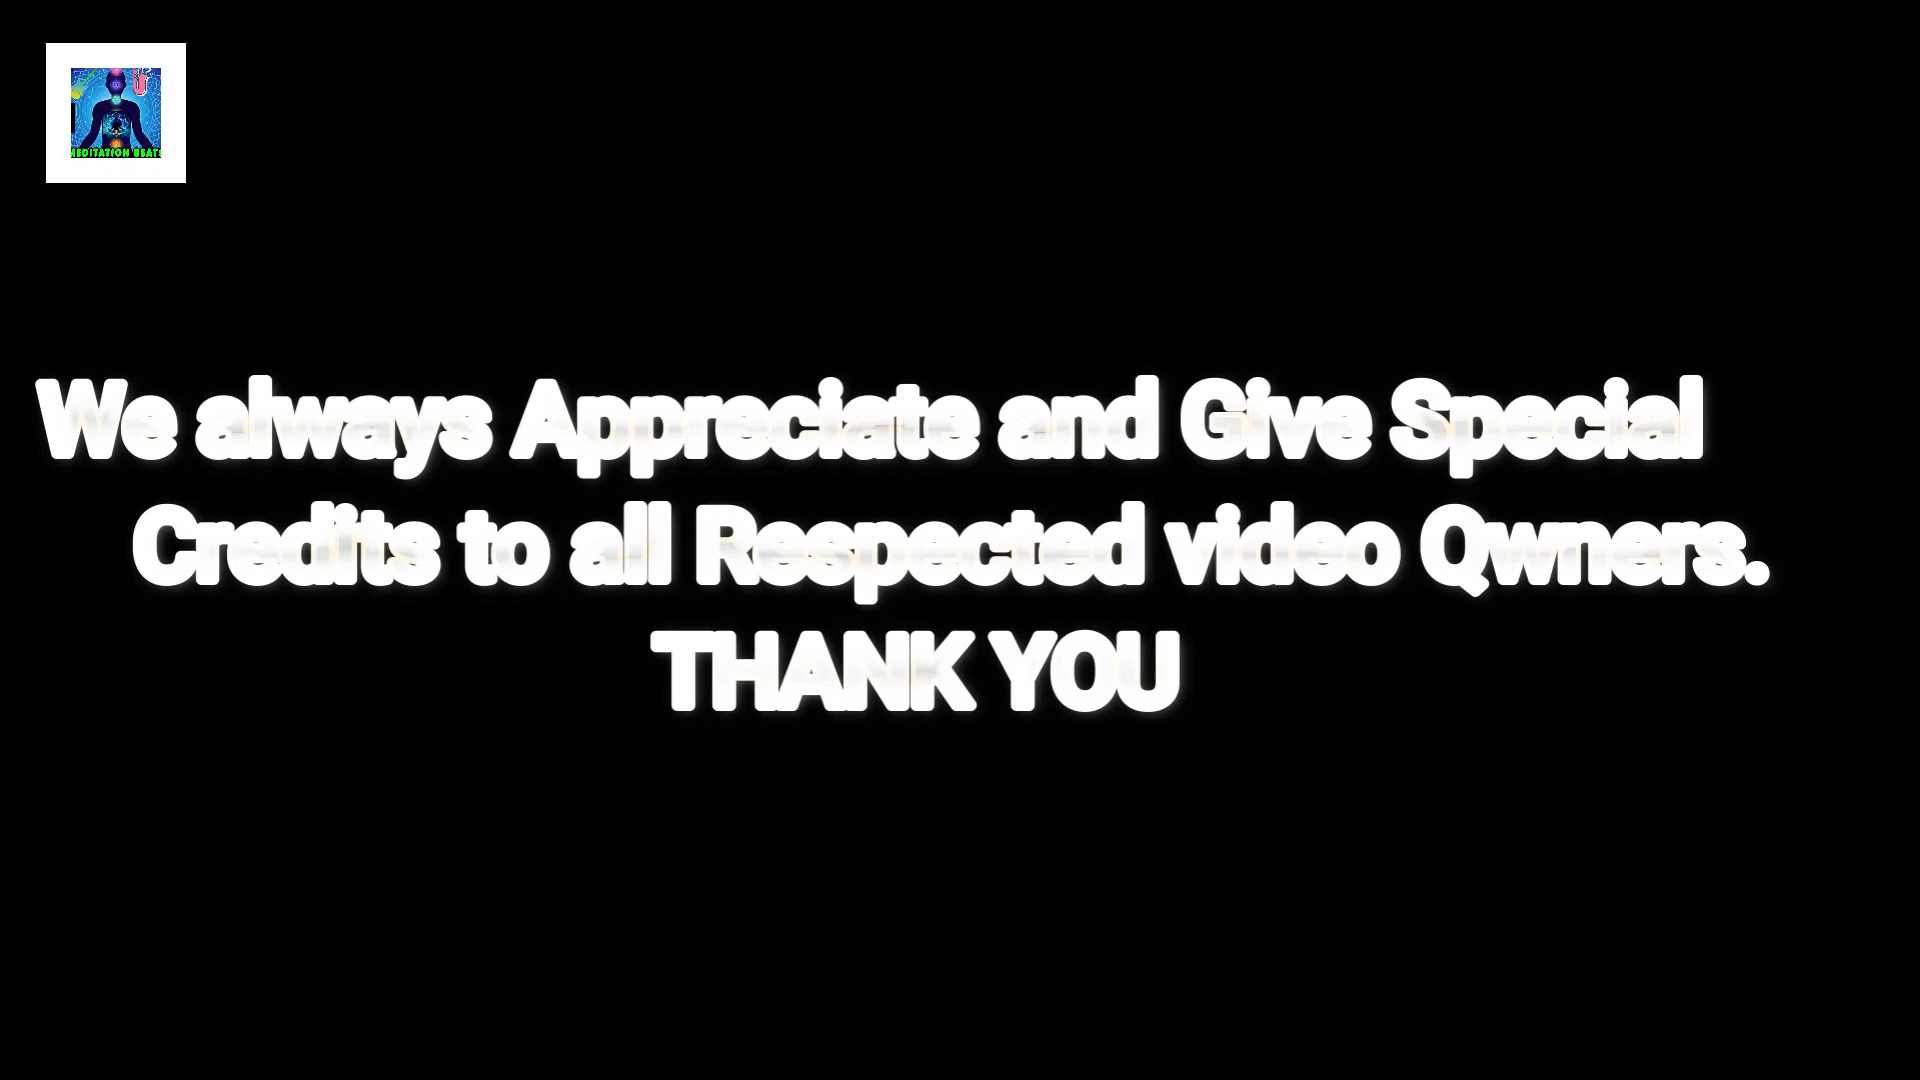 MEDITATION BEATS
We always Appreciate and Give Special
Credits to all Respected video Qwners.
THANK YOU